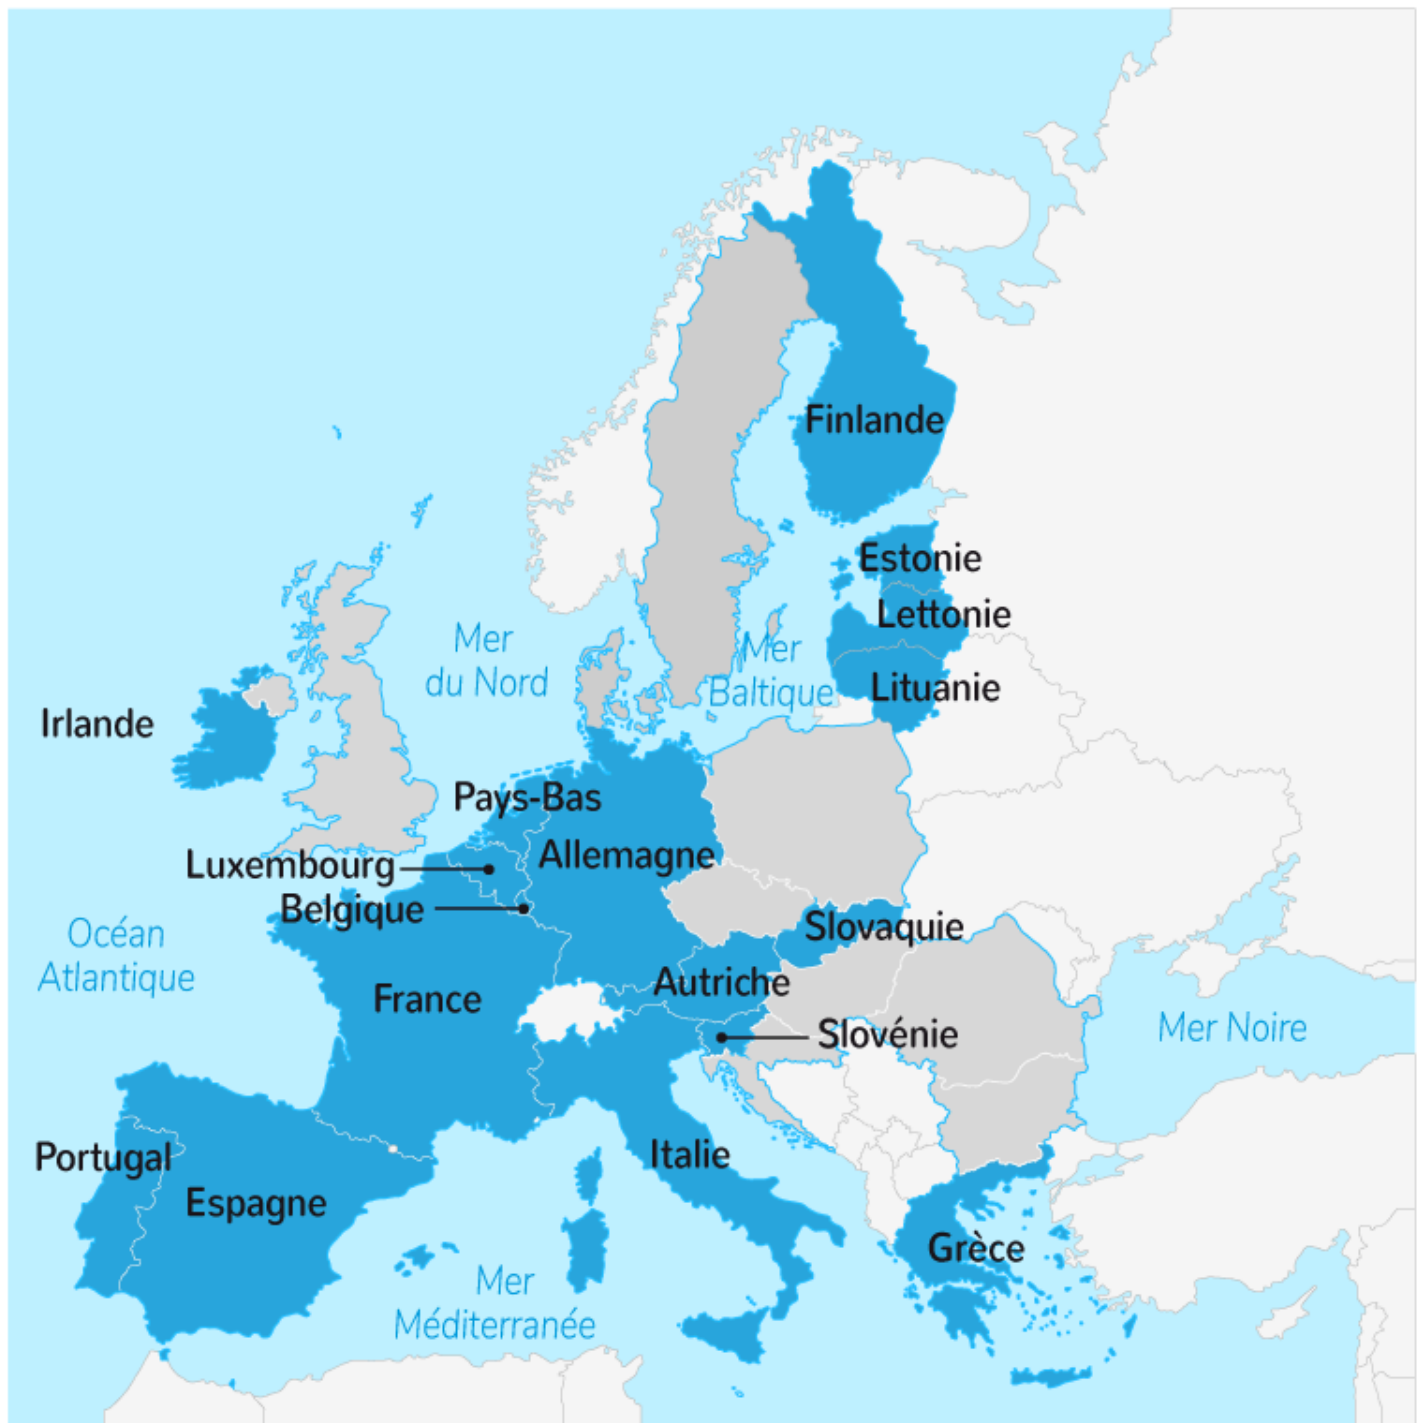 Finlande
Estonie
Lettonie
Mer
du Nord
Mer
Baltique
Lituanie
Irlande
Pays-Bas
Allemagne
Luxembourg
Belgique
Slovaquie
Océan
Atlantique
Autriche
France
Slovénie
Mer Noire
Italie
Portugal
Espagne
Grèce
Mer
Méditerranée